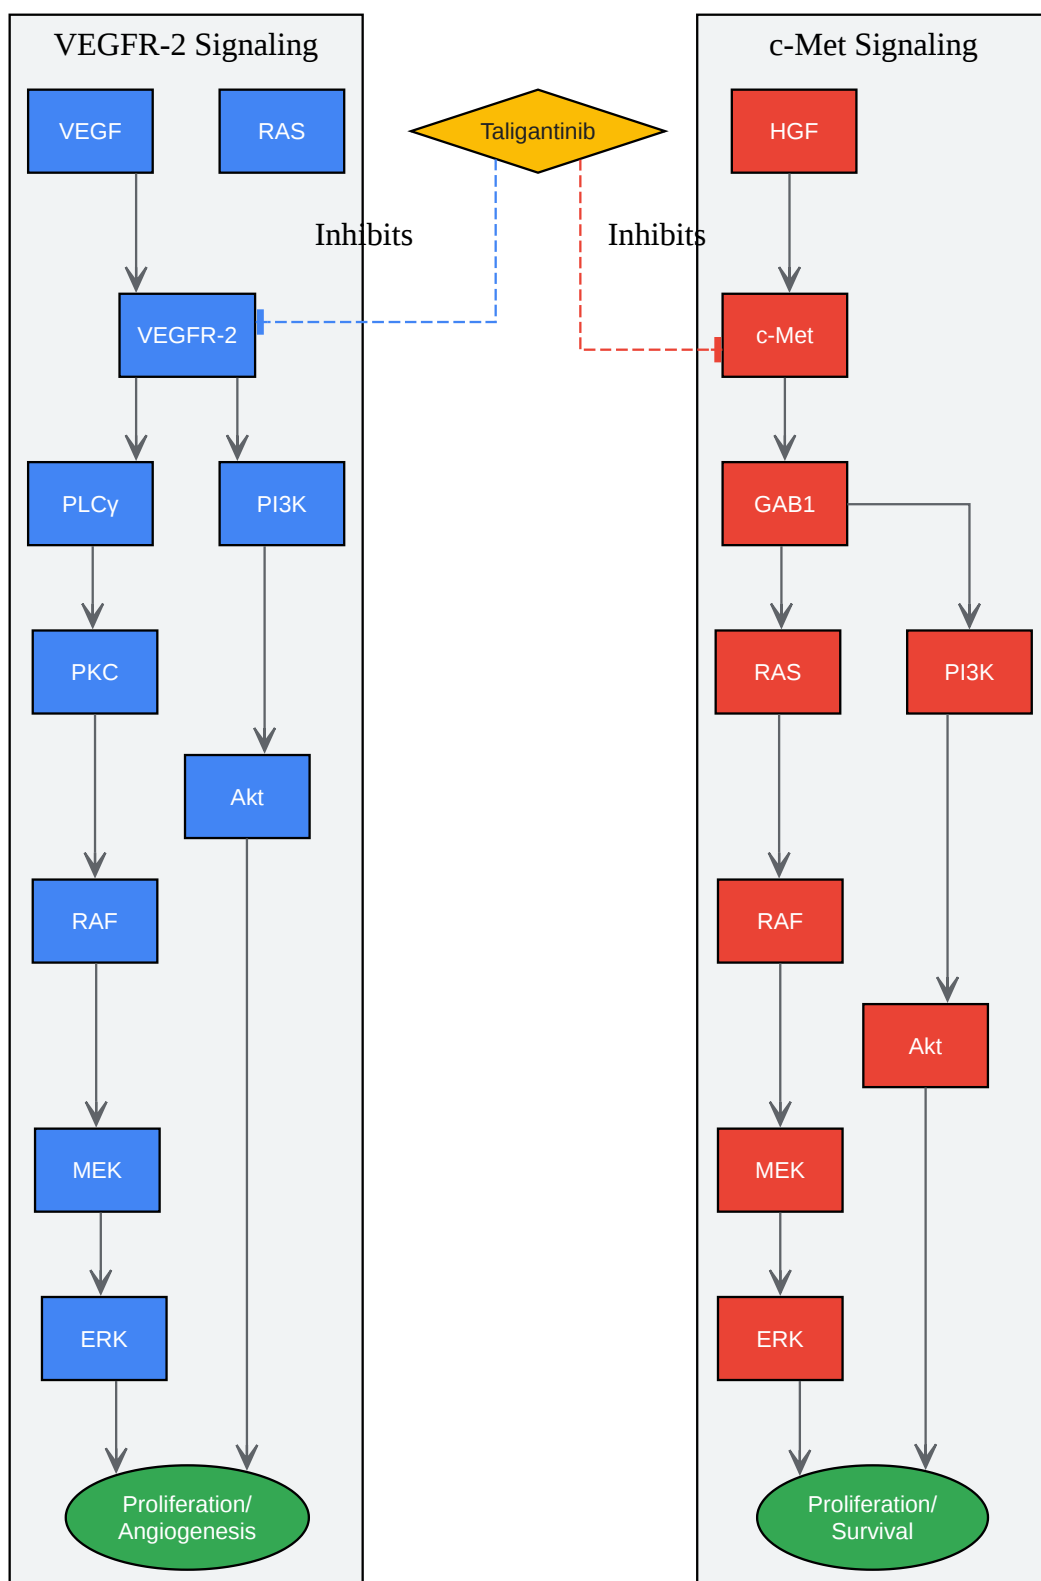 VEGFR-2 Signaling
c-Met Signaling
VEGF
RAS
Taligantinib
HGF
Inhibits
Inhibits
VEGFR-2
c-Met
PLCγ
PI3K
GAB1
PKC
RAS
PI3K
Akt
RAF
RAF
Akt
MEK
MEK
ERK
ERK
Proliferation/
Angiogenesis
Proliferation/
Survival